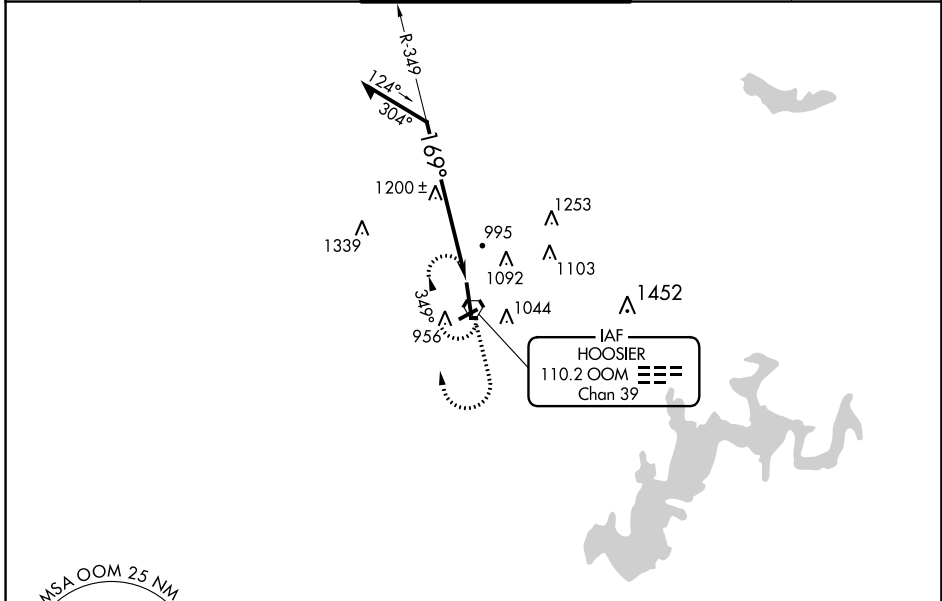 R-349
124°
304°
169°
1200 ±
1253
1339
995
1103
1092
349°
1452
1044
956
IAF
HOOSIER
110.2 OOM
Chan 39
MSA OOM 25 NM